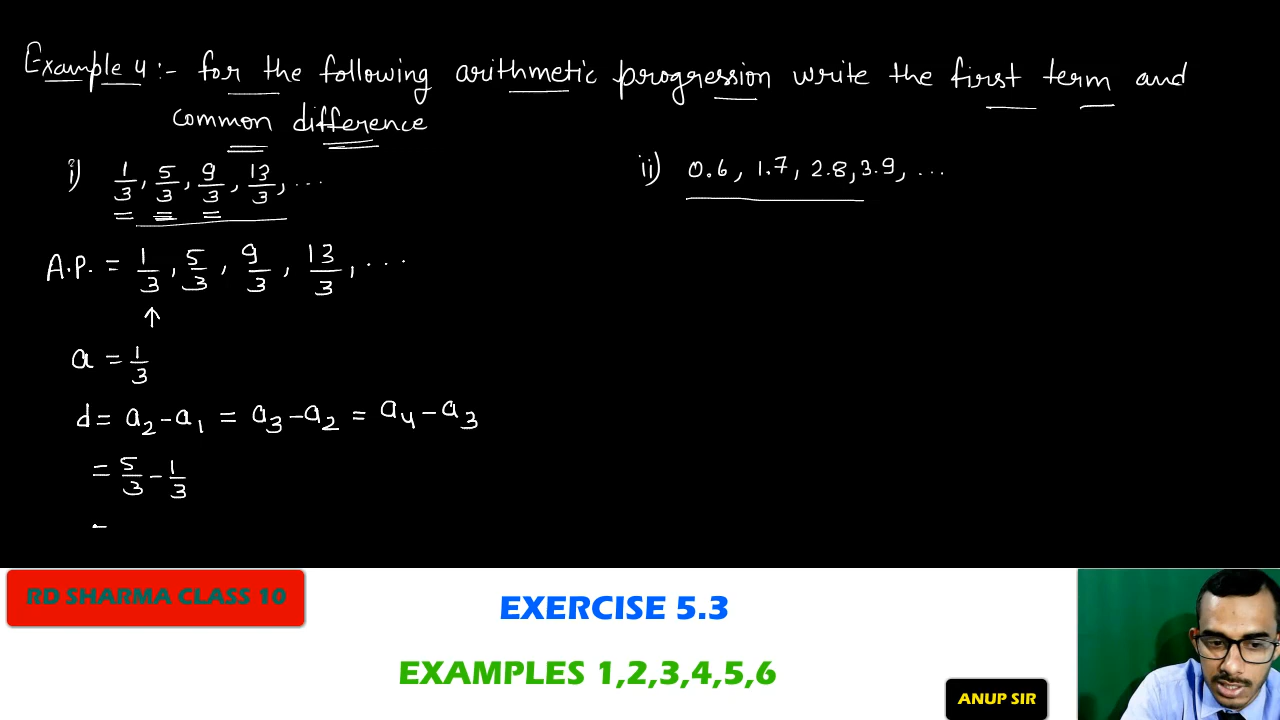 Example 4 :- for the following arithmetic progression write the first term and
common difference
i) 1/3, 5/3, 9/3, 13/3, ...
ii) 0.6, 1.7, 2.8, 3.9, ...
A.P. = 1/3, 5/3, 9/3, 13/3, ...
↑
a = 1/3
d = a₂ - a₁ = a₃ - a₂ = a₄ - a₃
= 5/3 - 1/3
RD SHARMA CLASS 10
EXERCISE 5.3
EXAMPLES 1,2,3,4,5,6
ANUP SIR